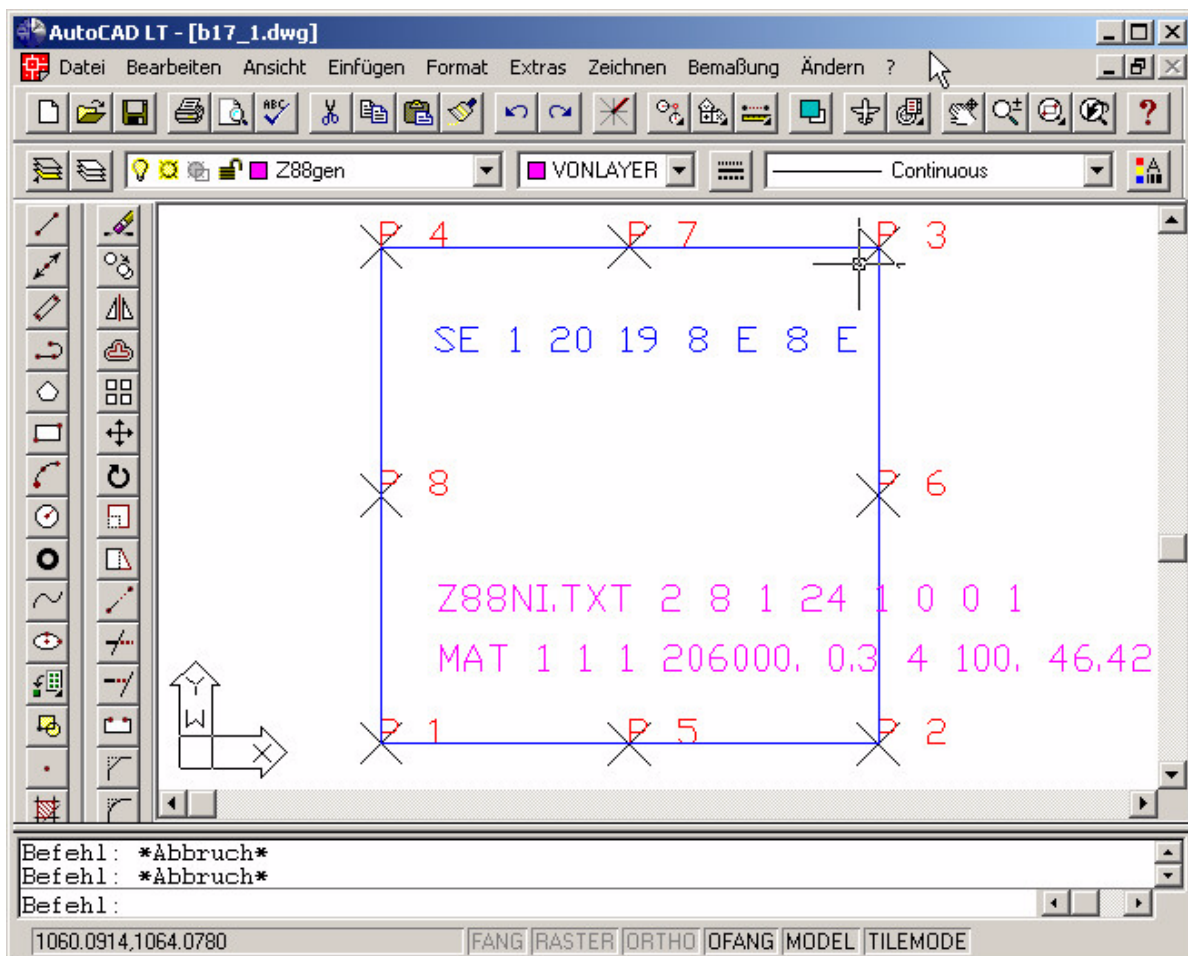 AutoCAD LT - [b17_1.dwg]
Datei Bearbeiten Ansicht Einfügen Format Extras Zeichnen Bemaßung Ändern ?
ABC
Z88gen VONLAYER Continuous
P 4 P 7 P 3
SE 1 20 19 8 E 8 E
P 8 P 6
Z88NI.TXT 2 8 1 24 1 0 0 1
MAT 1 1 1 206000. 0.3 4 100. 46.42
P 1 P 5 P 2
Y
W
X
Befehl: *Abbruch*
Befehl: *Abbruch*
Befehl:
1060.0914,1064.0780 FANG RASTER ORTHO OFANG MODEL TILEMODE